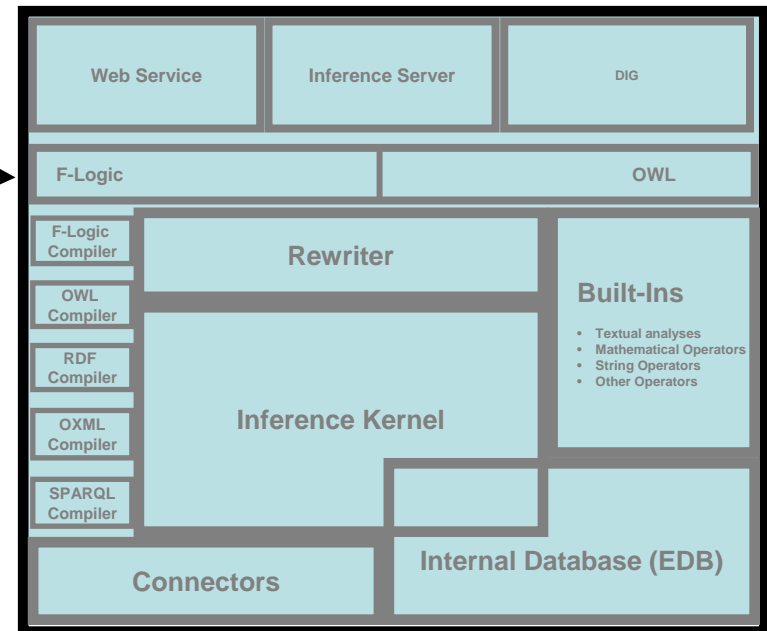 Web Service
Inference Server
DIG
F-Logic
OWL
F-Logic
Compiler
OWL
Compiler
RDF
Compiler
OXML
Compiler
SPARQL
Compiler
Rewriter
Inference Kernel
Built-Ins
• Textual analyses
• Mathematical Operators
• String Operators
• Other Operators
Connectors
Internal Database (EDB)